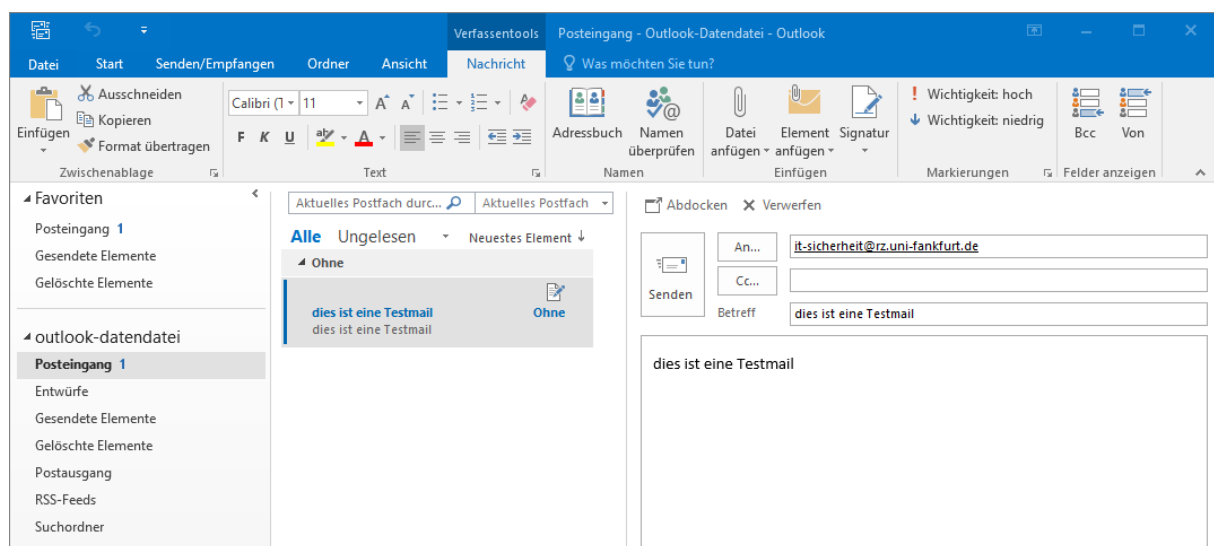 Verfassentools Posteingang - Outlook-Datendatei - Outlook
Datei Start Senden/Empfangen Ordner Ansicht Nachricht Was möchten Sie tun?
Einfügen
Ausschneiden
Kopieren
Format übertragen
Zwischenablage
Calibri (T 11
F K U
Text
Adressbuch
Namen überprüfen
Namen
Datei anfügen
Element anfügen
Signatur
Einfügen
Wichtigkeit: hoch
Wichtigkeit: niedrig
Markierungen
Bcc Von
Felder anzeigen
Favoriten
Posteingang 1
Gesendete Elemente
Gelöschte Elemente
outlook-datendatei
Posteingang 1
Entwürfe
Gesendete Elemente
Gelöschte Elemente
Postausgang
RSS-Feeds
Suchordner
Aktuelles Postfach durc... Aktuelles Postfach
Alle Ungelesen Neuestes Element
Ohne
dies ist eine Testmail Ohne
dies ist eine Testmail
Abdocken Verwerfen
Senden
An... it-sicherheit@rz.uni-fankfurt.de
Cc...
Betreff dies ist eine Testmail
dies ist eine Testmail